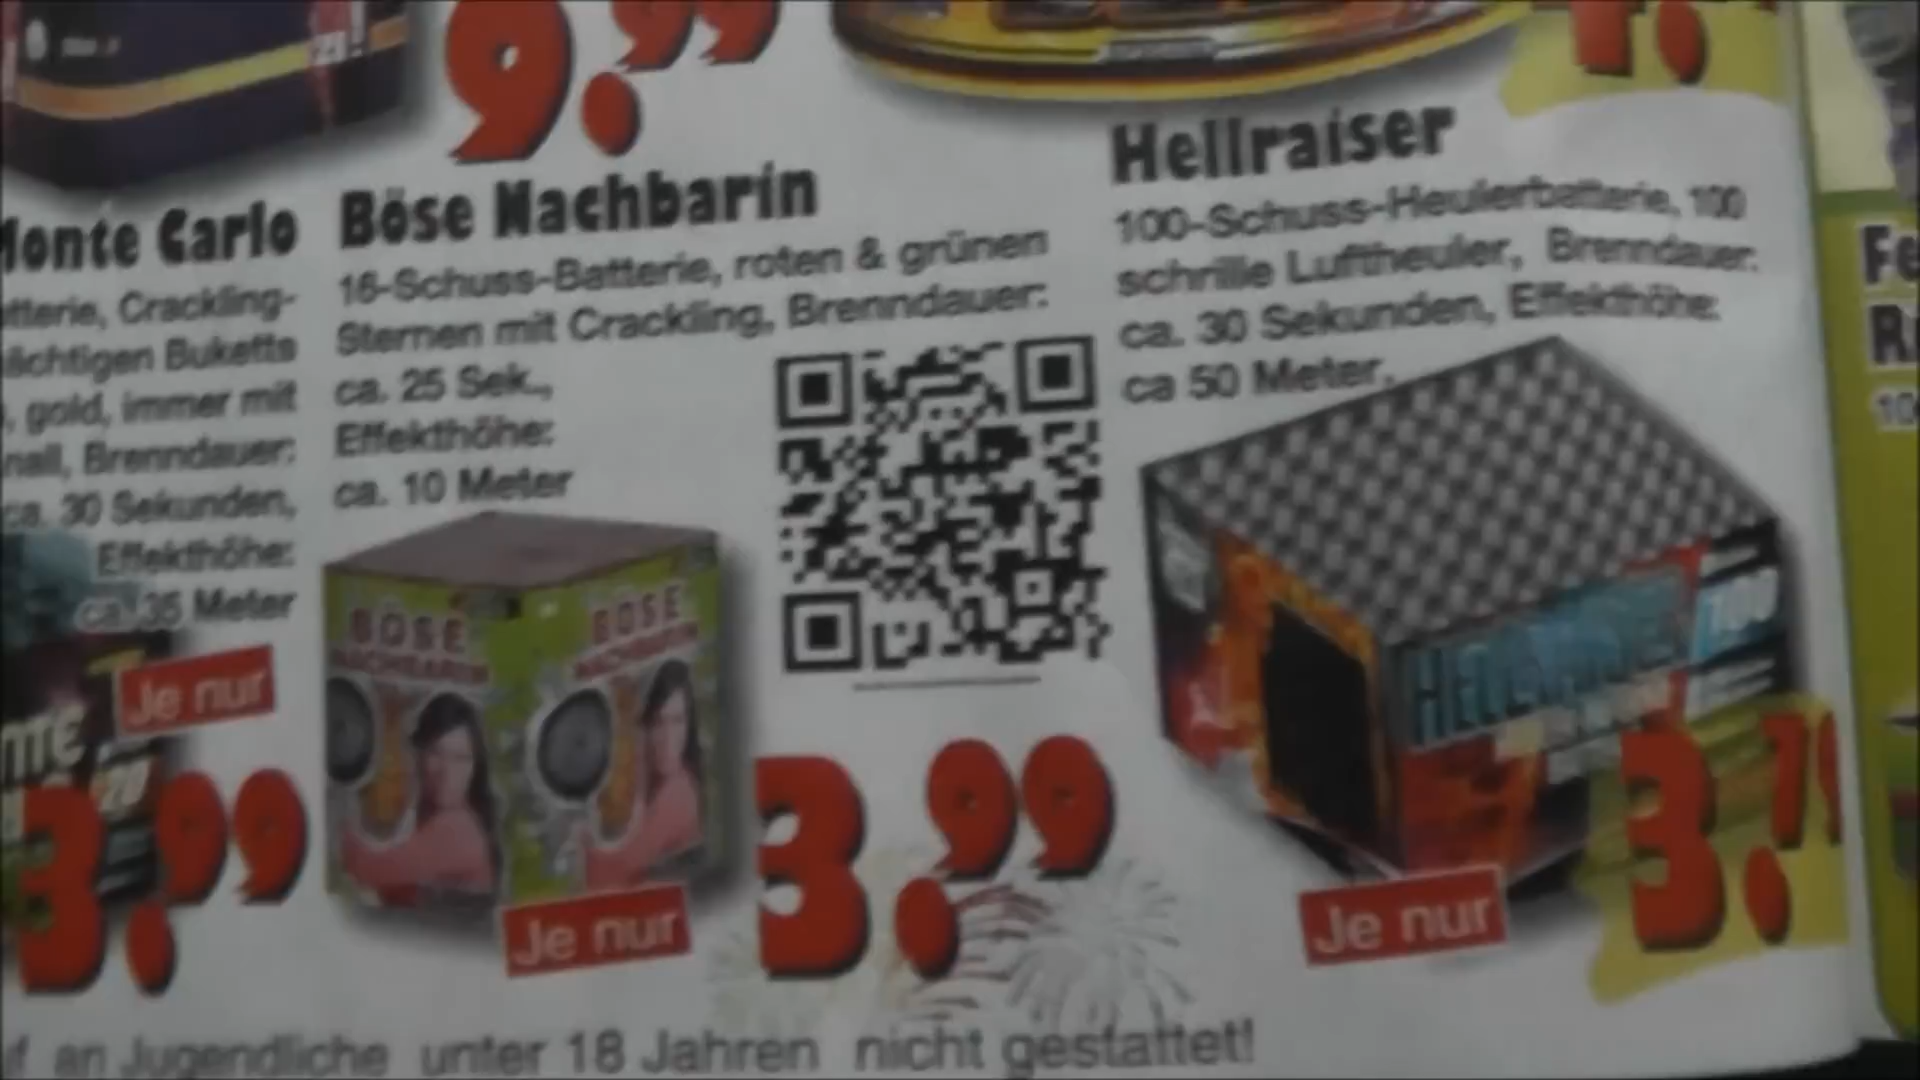 9.99
Monte Carlo
Crackling-
Buketts
, gold, immer mit
Brenndauer:
ca. 30 Sekunden,
Effekthöhe:
ca. 35 Meter
Je nur
3.99
Böse Nachbarin
16-Schuss-Batterie, roten & grünen
Sternen mit Crackling, Brenndauer:
ca. 25 Sek.,
Effekthöhe:
ca. 10 Meter
BÖSE
NACHBARIN
BÖSE
NACHBARIN
Je nur
3.99
Hellraiser
100-Schuss-Heulerbatterie, 100
schrille Luftheuler, Brenndauer:
ca. 30 Sekunden, Effekthöhe:
ca 50 Meter.
Je nur
3.
an Jugendliche unter 18 Jahren nicht gestattet!